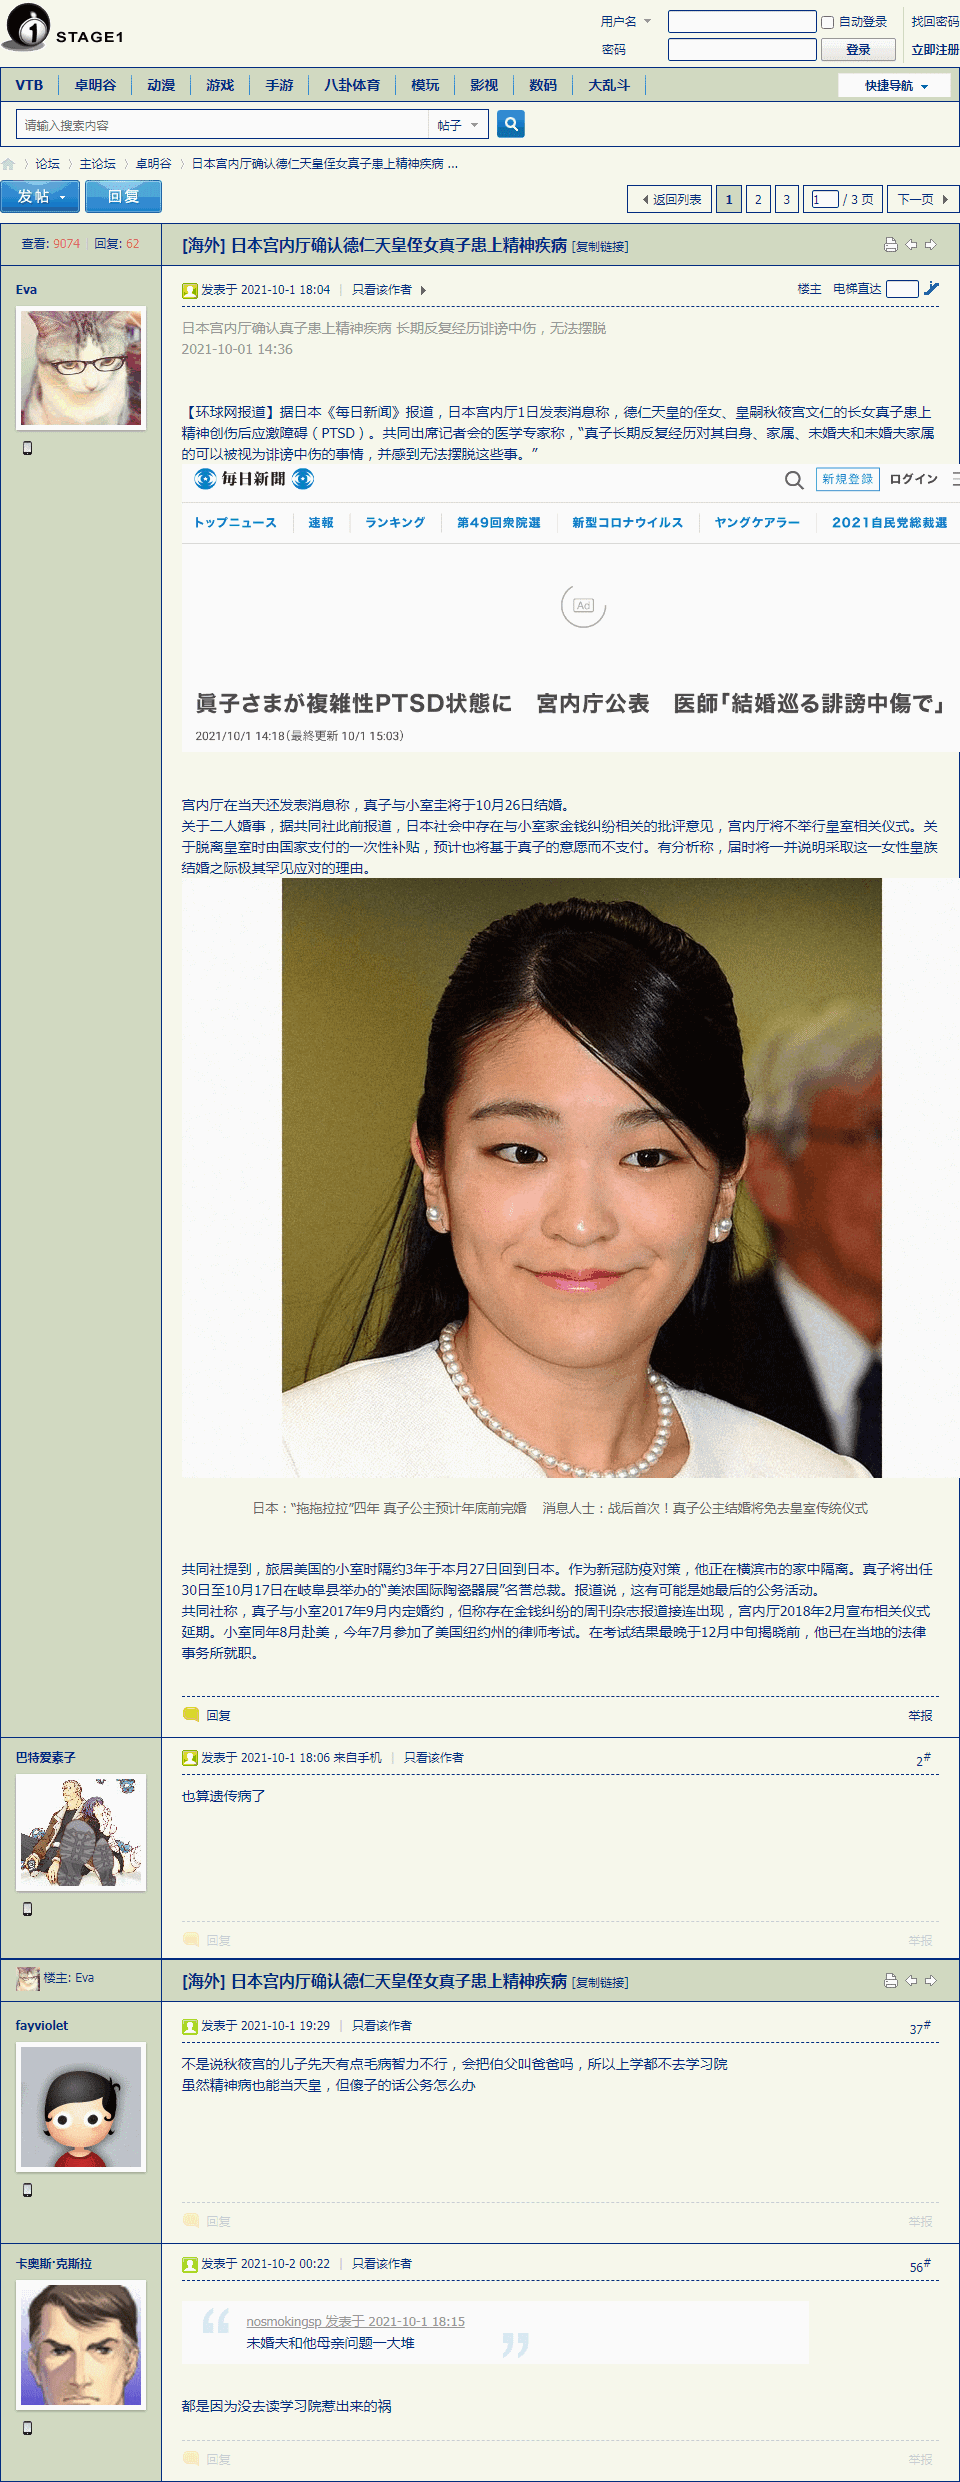 STAGE1
用户名
自动登录
找回密码
密码
登录
立即注册
VTB 卓明谷 动漫 游戏 手游 八卦体育 模玩 影视 数码 大乱斗
快捷导航
请输入搜索内容
帖子
论坛 › 主论坛 › 卓明谷 › 日本宫内厅确认德仁天皇侄女真子患上精神疾病 ...
发帖 回复
返回列表 1 2 3 1 / 3 页 下一页
查看: 9074 | 回复: 62
[海外] 日本宫内厅确认德仁天皇侄女真子患上精神疾病 [复制链接]
Eva
发表于 2021-10-1 18:04 | 只看该作者
楼主 电梯直达
日本宫内厅确认真子患上精神疾病 长期反复经历诽谤中伤，无法摆脱
2021-10-01 14:36
【环球网报道】据日本《每日新闻》报道，日本宫内厅1日发表消息称，德仁天皇的侄女、皇嗣秋筱宫文仁的长女真子患上
精神创伤后应激障碍（PTSD）。共同出席记者会的医学专家称，“真子长期反复经历对其自身、家属、未婚夫和未婚夫家属
的可以被视为诽谤中伤的事情，并感到无法摆脱这些事。”
毎日新聞
新規登録 ログイン
トップニュース 速報 ランキング 第49回衆院選 新型コロナウイルス ヤングケアラー 2021自民党総裁選
Ad
眞子さまが複雑性PTSD状態に　宮内庁公表　医師「結婚巡る誹謗中傷で」
2021/10/1 14:18（最終更新 10/1 15:03）
宫内厅在当天还发表消息称，真子与小室圭将于10月26日结婚。
关于二人婚事，据共同社此前报道，日本社会中存在与小室家金钱纠纷相关的批评意见，宫内厅将不举行皇室相关仪式。关
于脱离皇室时由国家支付的一次性补贴，预计也将基于真子的意愿而不支付。有分析称，届时将一并说明采取这一女性皇族
结婚之际极其罕见应对的理由。
日本：“拖拖拉拉”四年 真子公主预计年底前完婚　消息人士：战后首次！真子公主结婚将免去皇室传统仪式
共同社提到，旅居美国的小室时隔约3年于本月27日回到日本。作为新冠防疫对策，他正在横滨市的家中隔离。真子将出任
30日至10月17日在岐阜县举办的“美浓国际陶瓷器展”名誉总裁。报道说，这有可能是她最后的公务活动。
共同社称，真子与小室2017年9月内定婚约，但称存在金钱纠纷的周刊杂志报道接连出现，宫内厅2018年2月宣布相关仪式
延期。小室同年8月赴美，今年7月参加了美国纽约州的律师考试。在考试结果最晚于12月中旬揭晓前，他已在当地的法律
事务所就职。
回复 举报
巴特爱素子
发表于 2021-10-1 18:06 来自手机 | 只看该作者
2#
也算遗传病了
回复 举报
楼主: Eva
[海外] 日本宫内厅确认德仁天皇侄女真子患上精神疾病 [复制链接]
fayviolet
发表于 2021-10-1 19:29 | 只看该作者
37#
不是说秋筱宫的儿子先天有点毛病智力不行，会把伯父叫爸爸吗，所以上学都不去学习院
虽然精神病也能当天皇，但傻子的话公务怎么办
回复 举报
卡奥斯·克斯拉
发表于 2021-10-2 00:22 | 只看该作者
56#
nosmokingsp 发表于 2021-10-1 18:15
未婚夫和他母亲问题一大堆
都是因为没去读学习院惹出来的祸
回复 举报